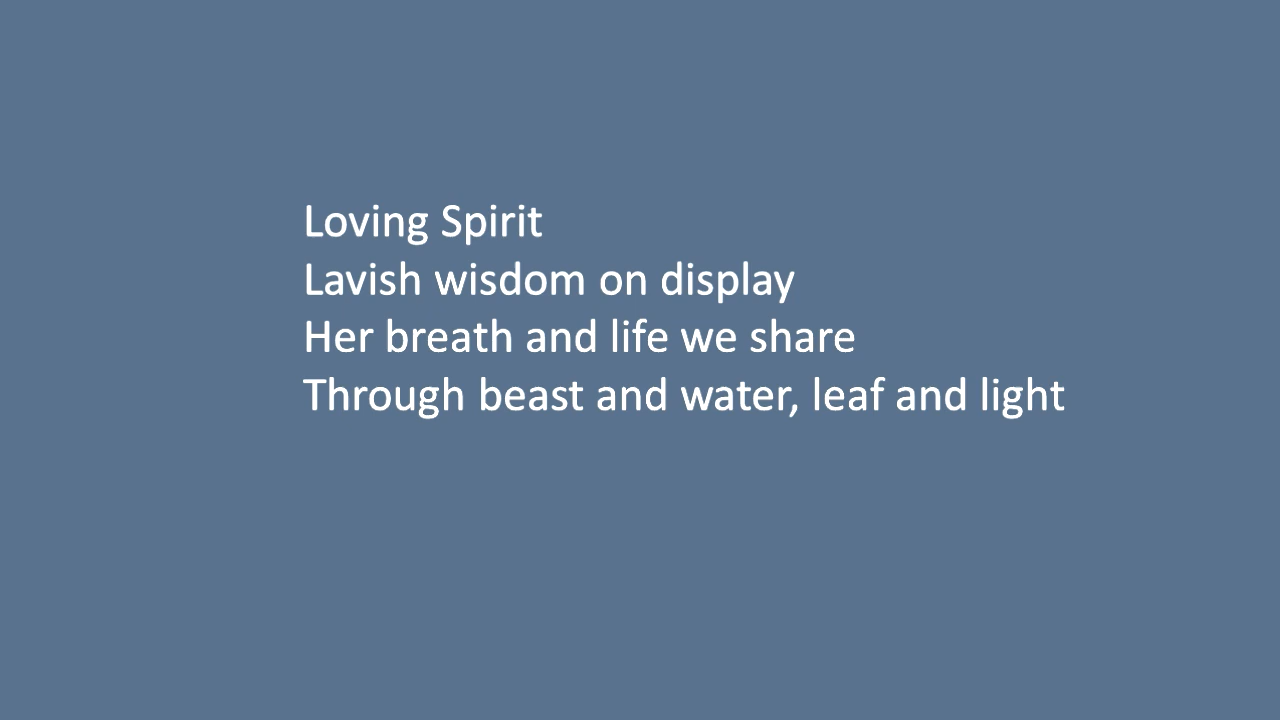 Loving Spirit
Lavish wisdom on display
Her breath and life we share
Through beast and water, leaf and light